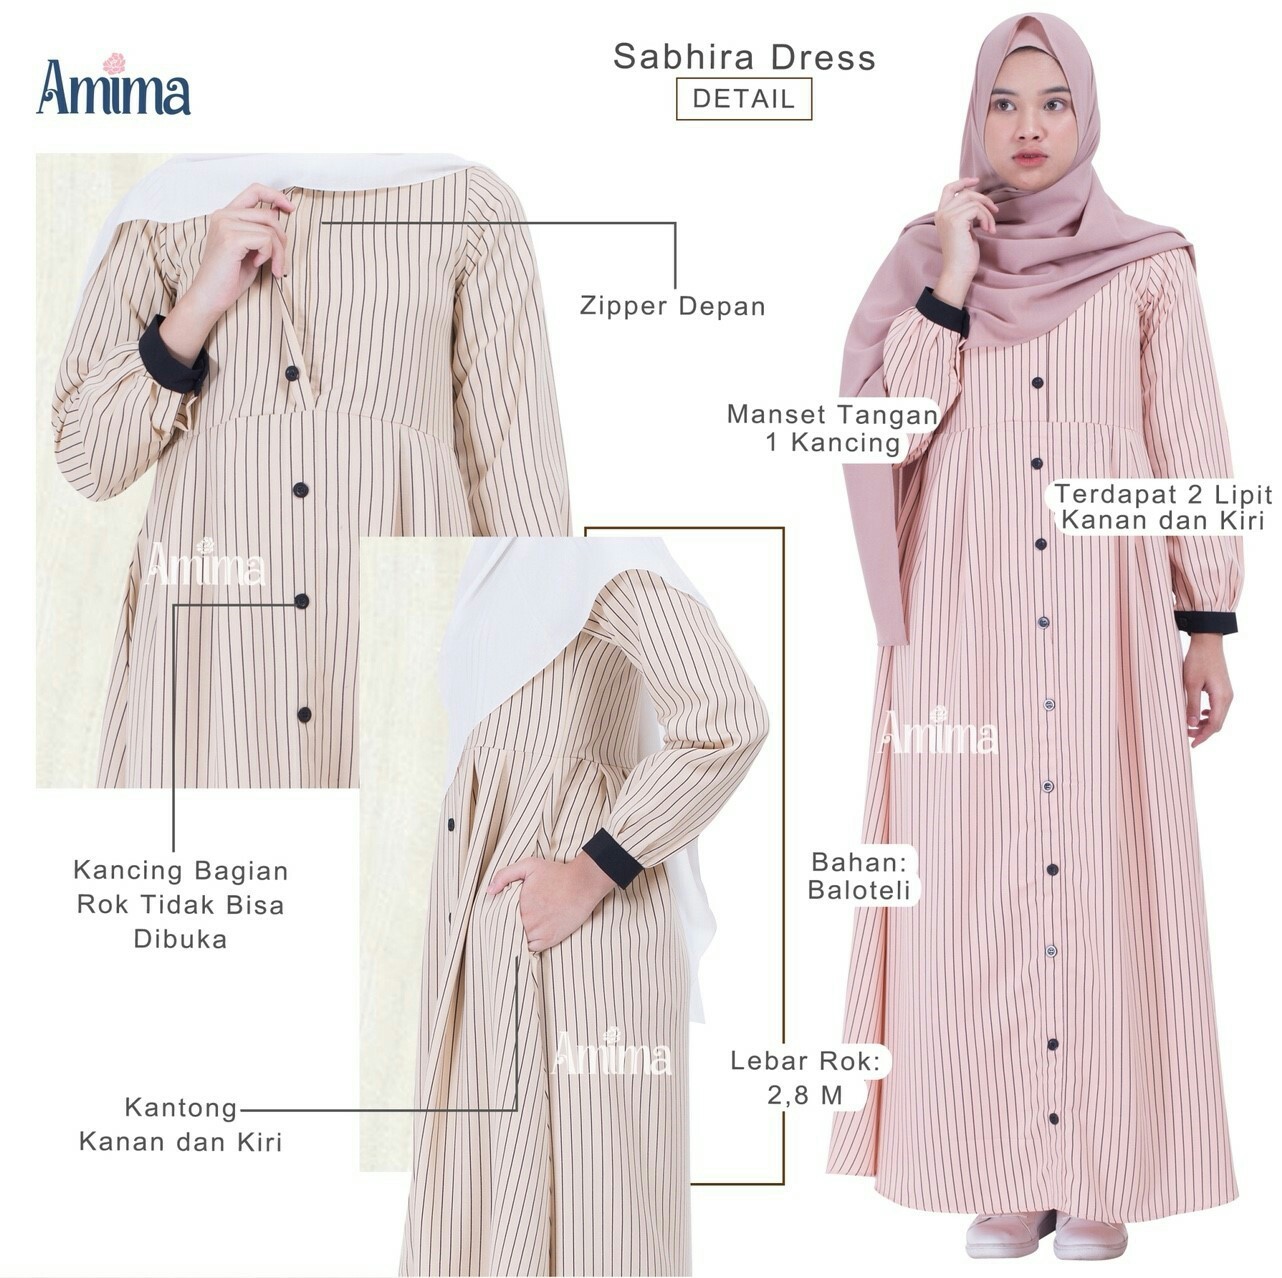 Amima
Sabhira Dress
DETAIL
Zipper Depan
Manset Tangan
1 Kancing
Terdapat 2 Lipit
Kanan dan Kiri
Amima
Amima
Kancing Bagian
Rok Tidak Bisa
Dibuka
Bahan:
Baloteli
Amima
Lebar Rok:
2,8 M
Kantong
Kanan dan Kiri